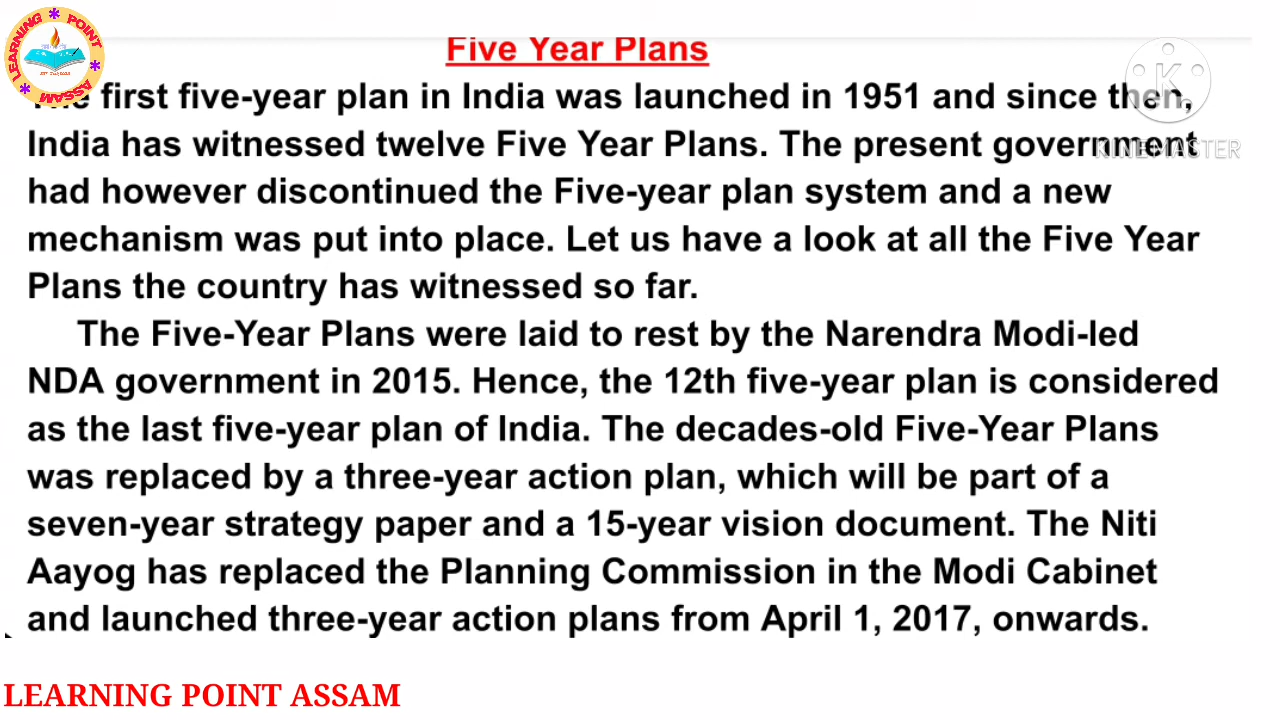 LEARNING POINT
ASSAM
Five Year Plans
The first five-year plan in India was launched in 1951 and since then,
India has witnessed twelve Five Year Plans. The present government
had however discontinued the Five-year plan system and a new
mechanism was put into place. Let us have a look at all the Five Year
Plans the country has witnessed so far.
The Five-Year Plans were laid to rest by the Narendra Modi-led
NDA government in 2015. Hence, the 12th five-year plan is considered
as the last five-year plan of India. The decades-old Five-Year Plans
was replaced by a three-year action plan, which will be part of a
seven-year strategy paper and a 15-year vision document. The Niti
Aayog has replaced the Planning Commission in the Modi Cabinet
and launched three-year action plans from April 1, 2017, onwards.
K
KINEMASTER
LEARNING POINT ASSAM